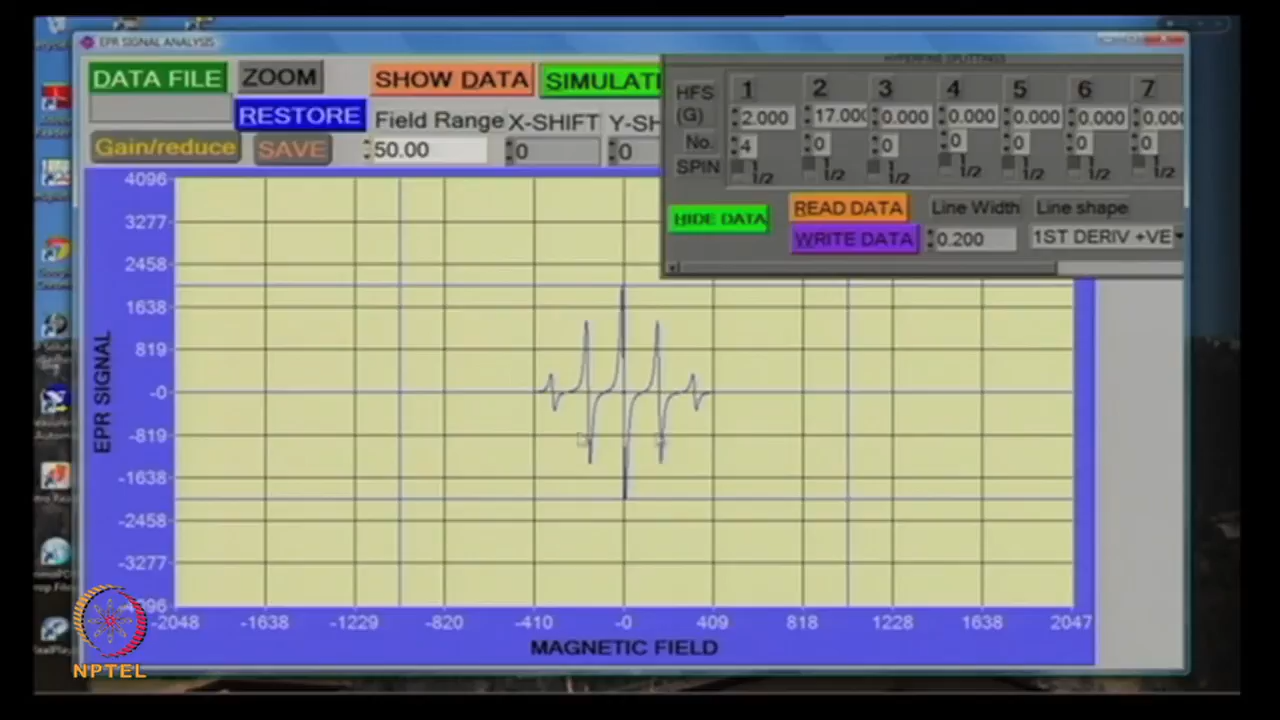 EPR SIGNAL ANALYSIS
DATA FILE ZOOM SHOW DATA SIMULATI
RESTORE Field Range X-SHIFT Y-SH
Gain/reduce SAVE 50.00 0 0
HYPERFINE SPLITTINGS
HFS 1 2 3 4 5 6 7
(G) 2.000 17.000 0.000 0.000 0.000 0.000 0.000
No. 4 0 0 0 0 0 0
SPIN 1/2 1/2 1/2 1/2 1/2 1/2 1/2
HIDE DATA READ DATA Line Width Line shape
WRITE DATA 0.200 1ST DERIV +VE
4096
3277
2458
1638
819
-0
-819
-1638
-2458
-3277
EPR SIGNAL
-2048 -1638 -1229 -820 -410 -0 409 818 1228 1638 2047
MAGNETIC FIELD
NPTEL